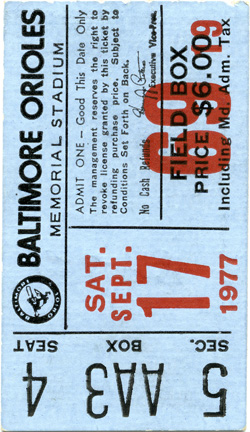 BALTIMORE ORIOLES
MEMORIAL STADIUM
ADMIT ONE — Good This Date Only
The management reserves the right to
revoke license granted by this ticket by
refunding purchase price. Subject to
Conditions Set Forth on Back.
No Cash Refunds
Executive Vice-Pres.
FIELD BOX
PRICE $6.00
Including Md. Adm. Tax
BALTIMORE
SAT.
SEPT.
17
1977
SEC. BOX SEAT
5 AA3 4